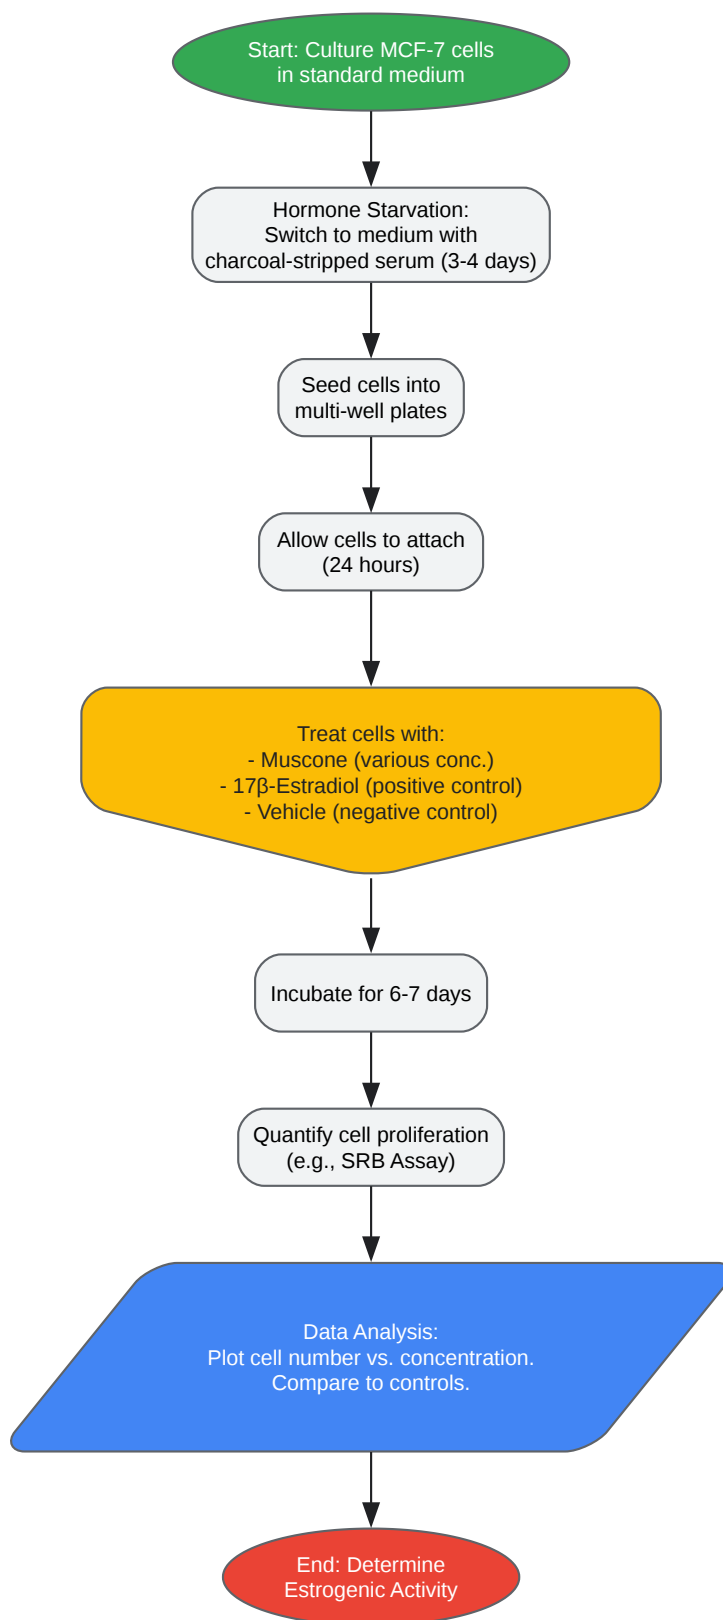 Start: Culture MCF-7 cells
in standard medium
Hormone Starvation:
Switch to medium with
charcoal-stripped serum (3-4 days)
Seed cells into
multi-well plates
Allow cells to attach
(24 hours)
Treat cells with:
- Muscone (various conc.)
- 17β-Estradiol (positive control)
- Vehicle (negative control)
Incubate for 6-7 days
Quantify cell proliferation
(e.g., SRB Assay)
Data Analysis:
Plot cell number vs. concentration.
Compare to controls.
End: Determine
Estrogenic Activity